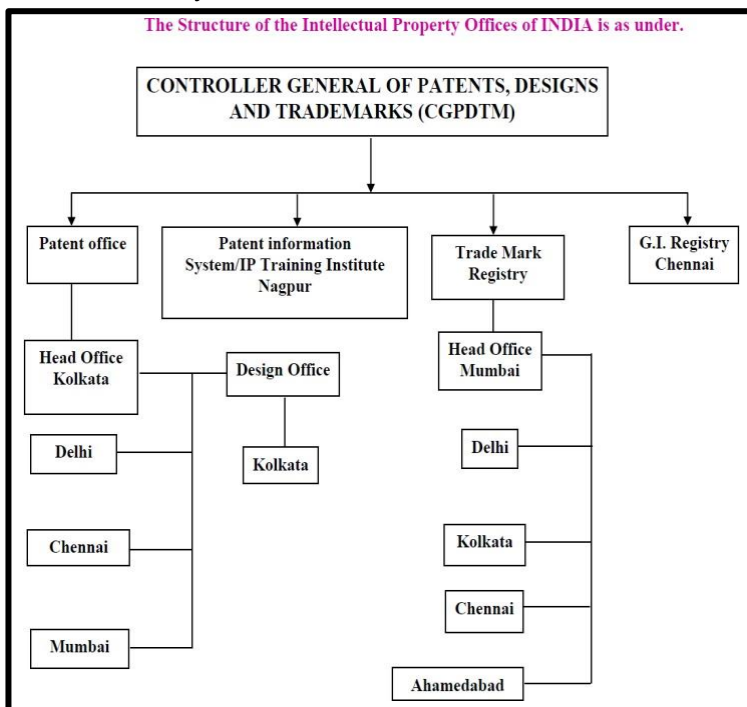 The Structure of the Intellectual Property Offices of INDIA is as under.
CONTROLLER GENERAL OF PATENTS, DESIGNS
AND TRADEMARKS (CGPDTM)
Patent office
Patent information
System/IP Training Institute
Nagpur
Trade Mark
Registry
G.I. Registry
Chennai
Head Office
Kolkata
Design Office
Head Office
Mumbai
Delhi
Kolkata
Delhi
Chennai
Kolkata
Chennai
Mumbai
Ahamedabad